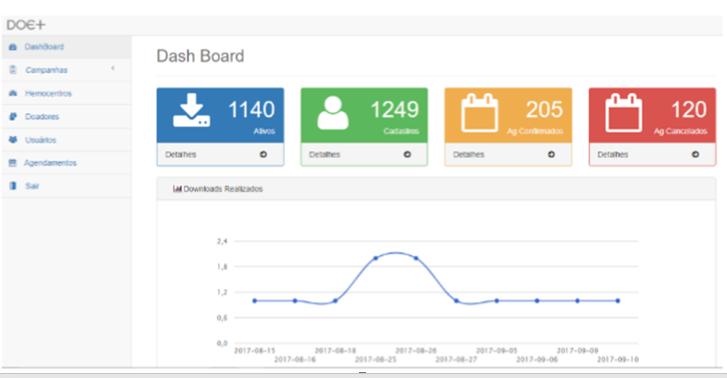 DOE+
DashBoard
Campanhas
Hemocentros
Doadores
Usuários
Agendamentos
Sair
Dash Board
1140
Ativos
Detalhes
1249
Cadastros
Detalhes
205
Ag Confirmados
Detalhes
120
Ag Cancelados
Detalhes
Downloads Realizados
2,4
1,8
1,2
0,6
0,0
2017-08-15
2017-08-16
2017-08-18
2017-08-25
2017-08-26
2017-08-27
2017-09-05
2017-09-06
2017-09-09
2017-09-10